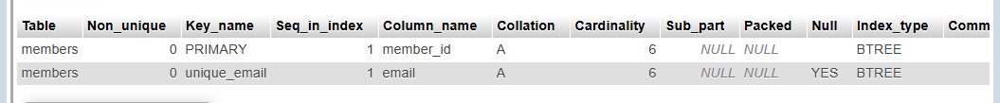 Table Non_unique Key_name Seq_in_index Column_name Collation Cardinality Sub_part Packed Null Index_type Comm
members 0 PRIMARY 1 member_id A 6 NULL NULL BTREE
members 0 unique_email 1 email A 6 NULL NULL YES BTREE